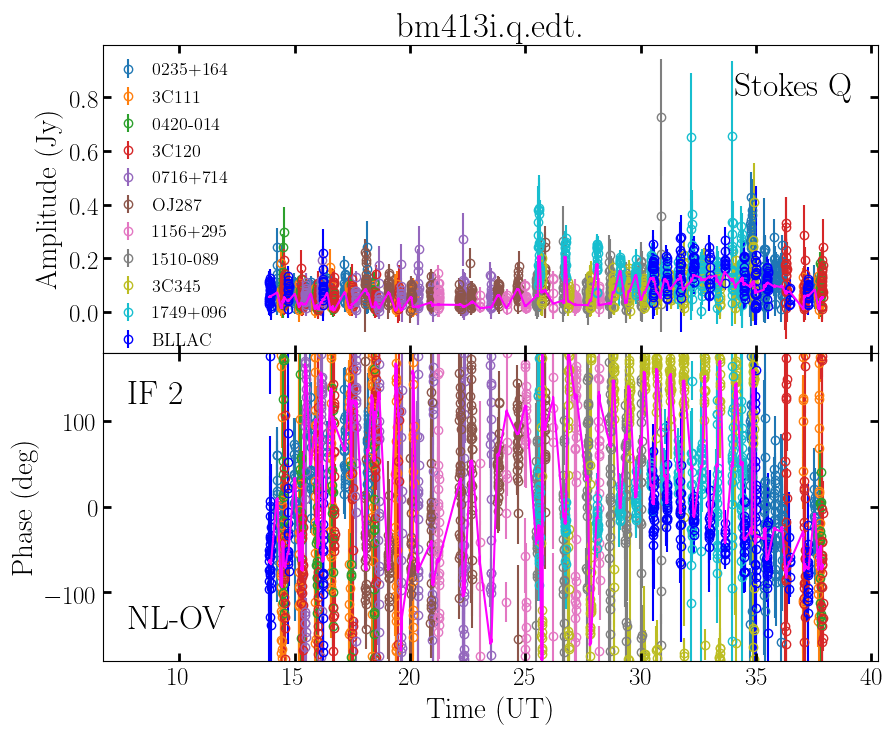 bm413i.q.edt.
Stokes Q
Amplitude (Jy)
0.8
0.6
0.4
0.2
0.0
0235+164
3C111
0420-014
3C120
0716+714
OJ287
1156+295
1510-089
3C345
1749+096
BLLAC
IF 2
NL-OV
Phase (deg)
100
0
−100
10 15 20 25 30 35 40
Time (UT)